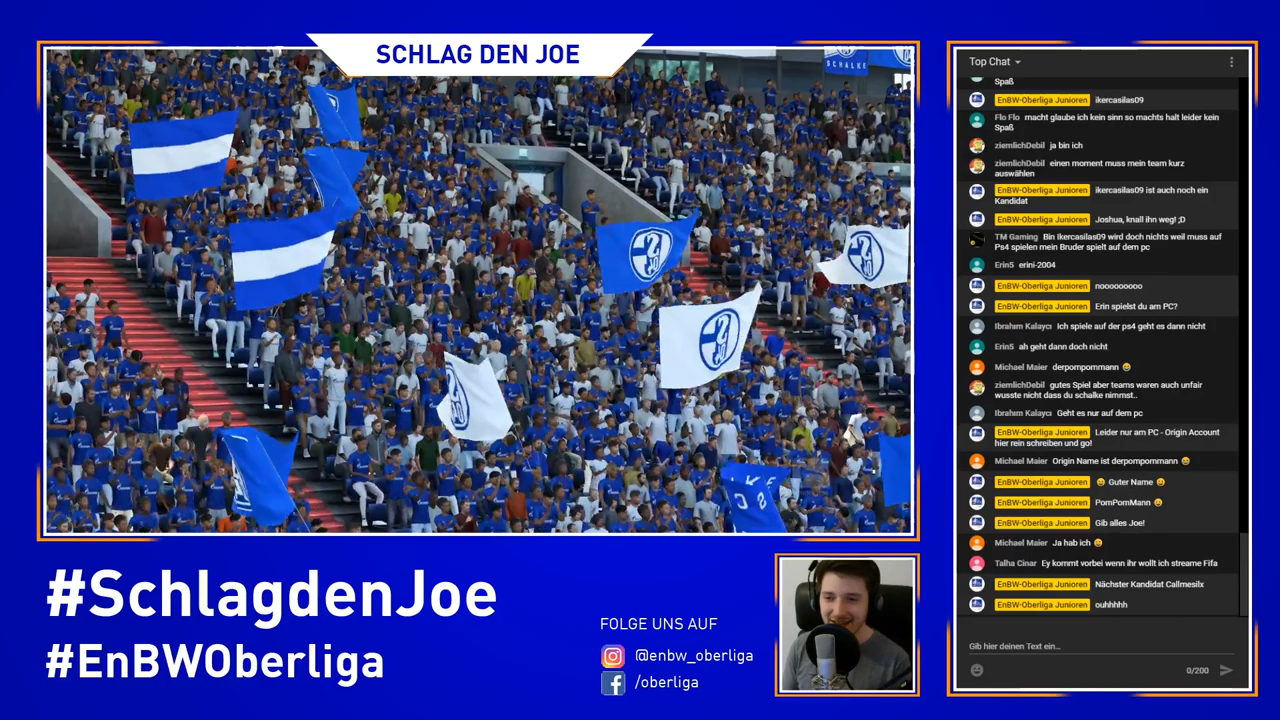 SCHLAG DEN JOE
SCHALKE
Top Chat
Spaß
EnBW-Oberliga Junioren ikercasilas09
Flo Flo macht glaube ich kein sinn so machts halt leider kein
Spaß
ziemlichDebil ja bin ich
ziemlichDebil einen moment muss mein team kurz
auswählen
EnBW-Oberliga Junioren ikercasilas09 ist auch noch ein
Kandidat
EnBW-Oberliga Junioren Joshua, knall ihn weg! ;D
TM Gaming Bin Ikercasilas09 wird doch nichts weil muss auf
Ps4 spielen mein Bruder spielt auf dem pc
Erin5 erini-2004
EnBW-Oberliga Junioren nooooooooo
EnBW-Oberliga Junioren Erin spielst du am PC?
Ibrahim Kalaycı Ich spiele auf der ps4 geht es dann nicht
Erin5 ah geht dann doch nicht
Michael Maier derpompommann 😅
ziemlichDebil gutes Spiel aber teams waren auch unfair
wusste nicht dass du schalke nimmst..
Ibrahim Kalaycı Geht es nur auf dem pc
EnBW-Oberliga Junioren Leider nur am PC - Origin Account
hier rein schreiben und go!
Michael Maier Origin Name ist derpompommann 😅
EnBW-Oberliga Junioren 😀 Guter Name 😀
EnBW-Oberliga Junioren PomPomMann 😀
EnBW-Oberliga Junioren Gib alles Joe!
Michael Maier Ja hab ich 😀
Talha Cinar Ey kommt vorbei wenn ihr wollt ich streame Fifa
EnBW-Oberliga Junioren Nächster Kandidat Callmesilx
EnBW-Oberliga Junioren ouhhhhh
Gib hier deinen Text ein...
0/200
#SchlagdenJoe
#EnBWOberliga
FOLGE UNS AUF
@enbw_oberliga
/oberliga